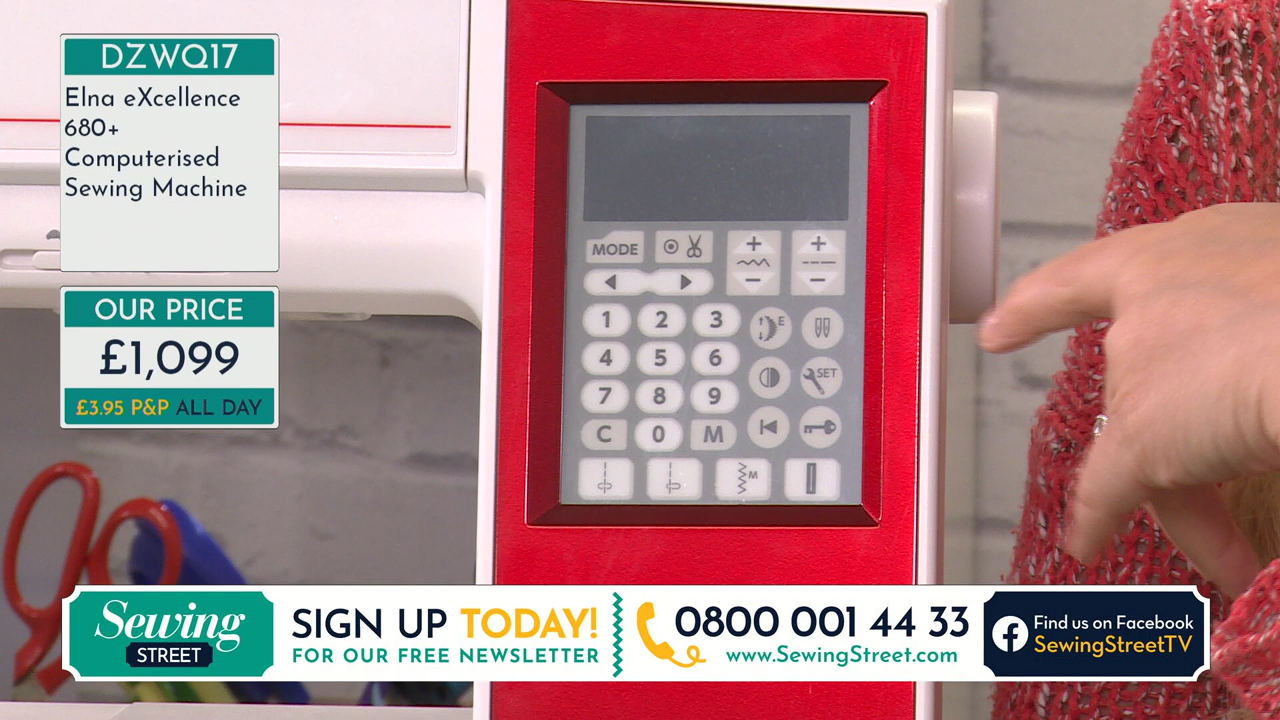 DZWQ17
Elna eXcellence
680+
Computerised
Sewing Machine
OUR PRICE
£1,099
£3.95 P&P ALL DAY
MODE
1 2 3
E
4 5 6
SET
7 8 9
C 0 M
M
Sewing
STREET
SIGN UP TODAY!
FOR OUR FREE NEWSLETTER
0800 001 44 33
www.SewingStreet.com
Find us on Facebook
SewingStreetTV